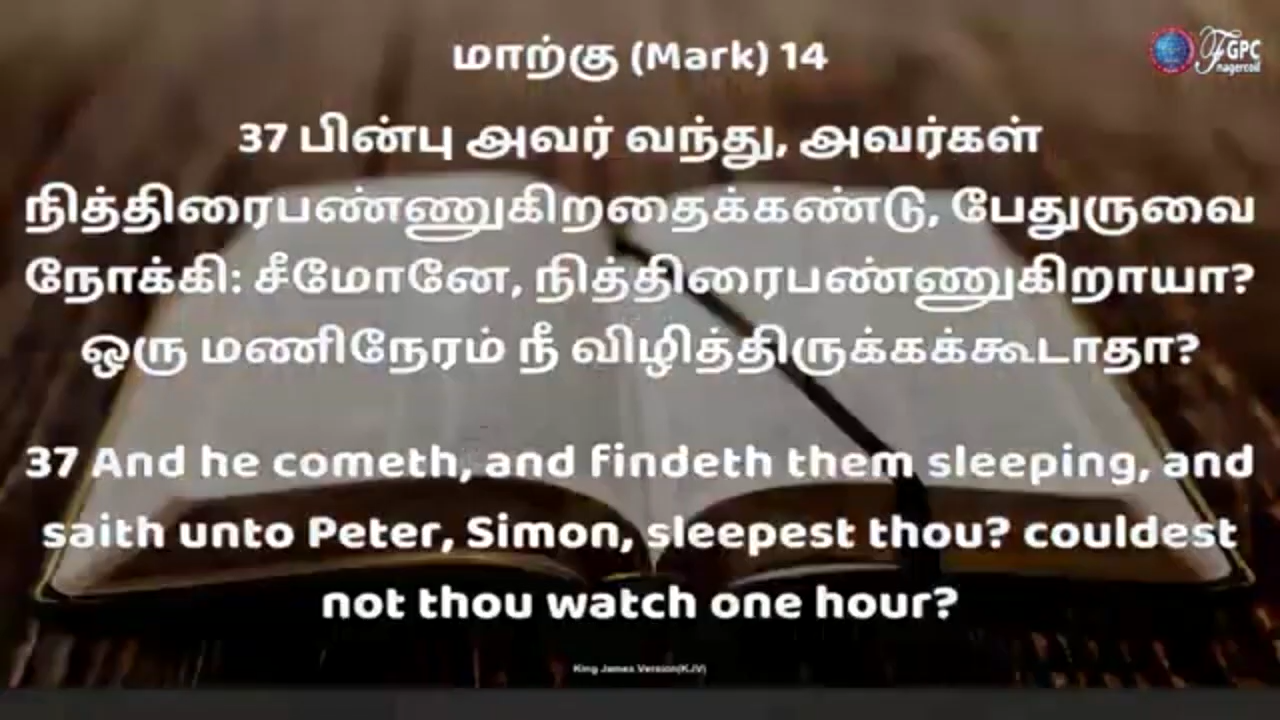 மாற்கு (Mark) 14
FGPC
nagercoil
37 பின்பு அவர் வந்து, அவர்கள்
நித்திரைபண்ணுகிறதைக்கண்டு, பேதுருவை
நோக்கி: சீமோனே, நித்திரைபண்ணுகிறாயா?
ஒரு மணிநேரம் நீ விழித்திருக்கக்கூடாதா?
37 And he cometh, and findeth them sleeping, and
saith unto Peter, Simon, sleepest thou? couldest
not thou watch one hour?
King James Version(KJV)